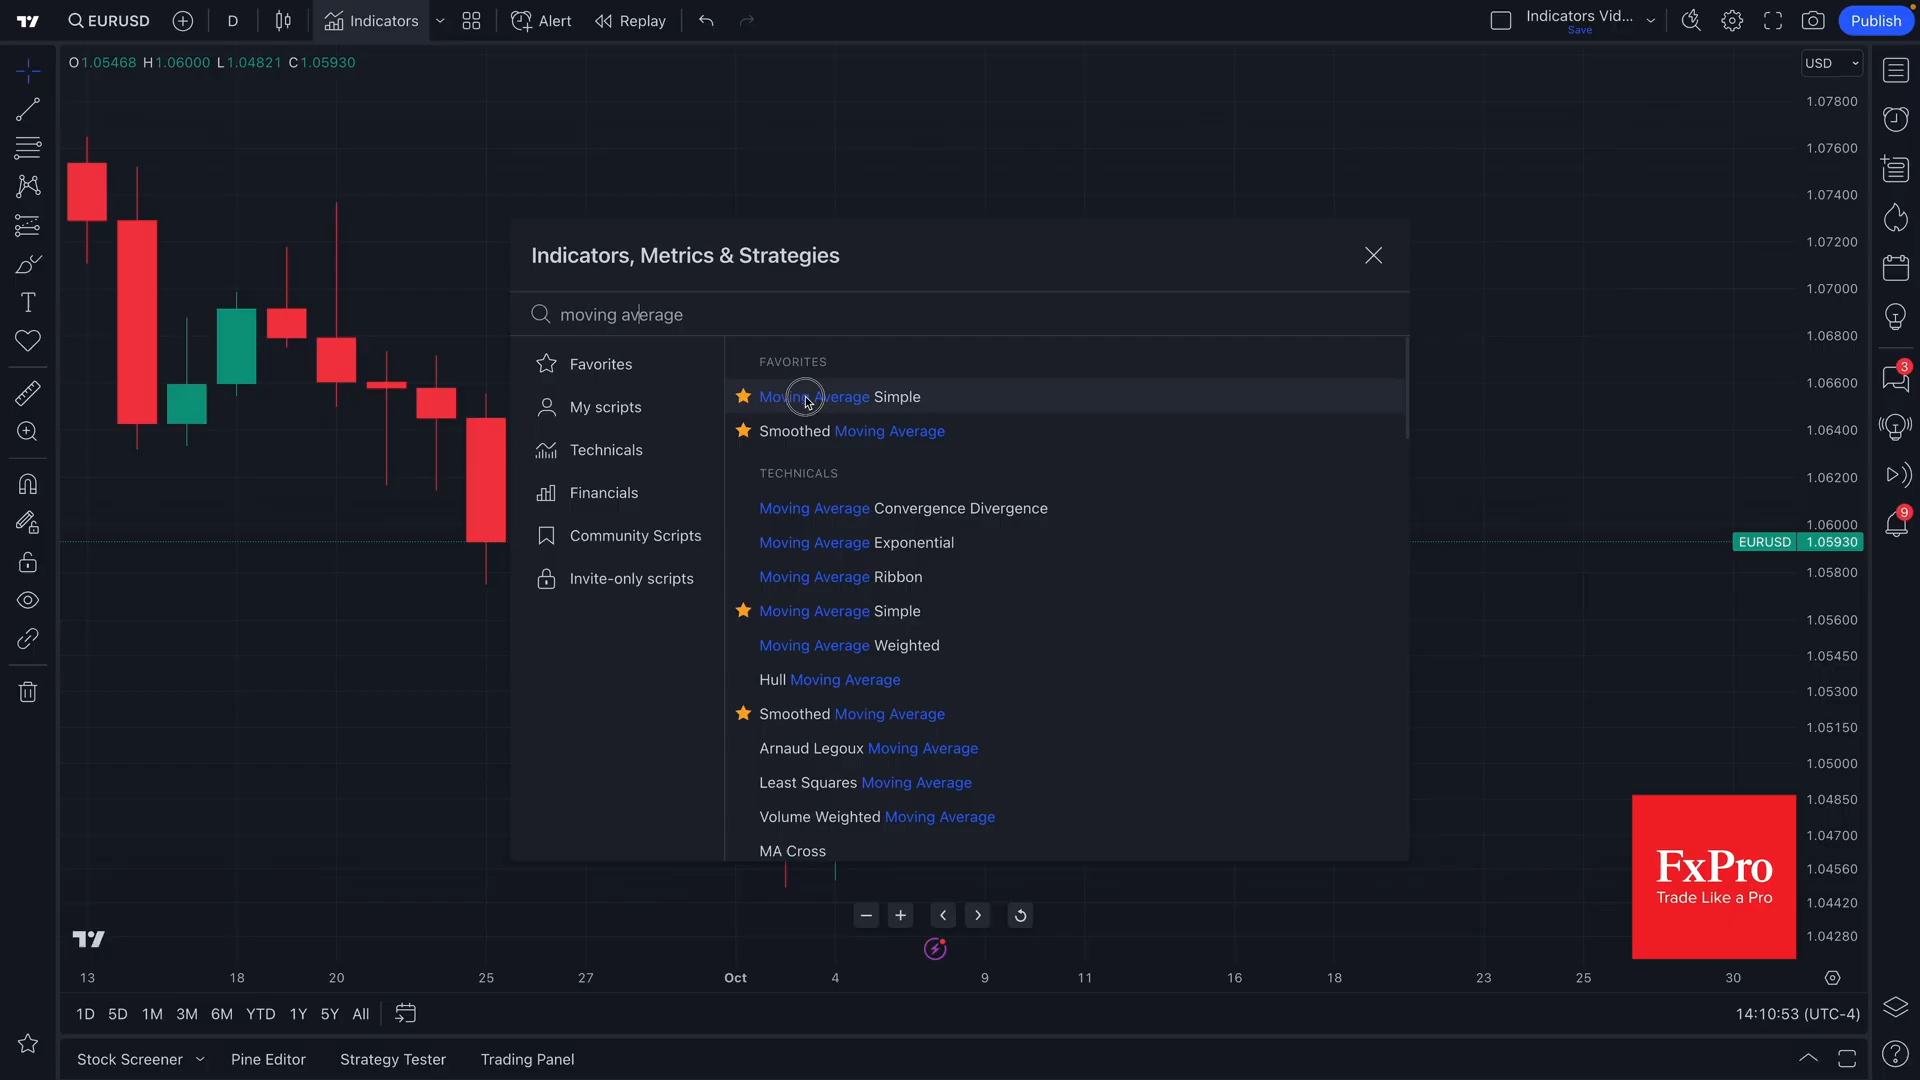 EURUSD
D
Indicators
Alert
Replay
Indicators Vid...
Save
Publish
O1.05468 H1.06000 L1.04821 C1.05930
USD
1.07800
1.07600
1.07400
1.07200
1.07000
1.06800
1.06600
1.06400
1.06200
1.06000
EURUSD 1.05930
1.05800
1.05600
1.05450
1.05300
1.05150
1.05000
1.04850
1.04700
1.04560
1.04420
1.04280
3
9
Indicators, Metrics & Strategies
moving average
Favorites
My scripts
Technicals
Financials
Community Scripts
Invite-only scripts
FAVORITES
Moving Average Simple
Smoothed Moving Average
TECHNICALS
Moving Average Convergence Divergence
Moving Average Exponential
Moving Average Ribbon
Moving Average Simple
Moving Average Weighted
Hull Moving Average
Smoothed Moving Average
Arnaud Legoux Moving Average
Least Squares Moving Average
Volume Weighted Moving Average
MA Cross
FxPro
Trade Like a Pro
13 18 20 25 27 Oct 4 9 11 16 18 23 25 30
1D 5D 1M 3M 6M YTD 1Y 5Y All
14:10:53 (UTC-4)
Stock Screener Pine Editor Strategy Tester Trading Panel